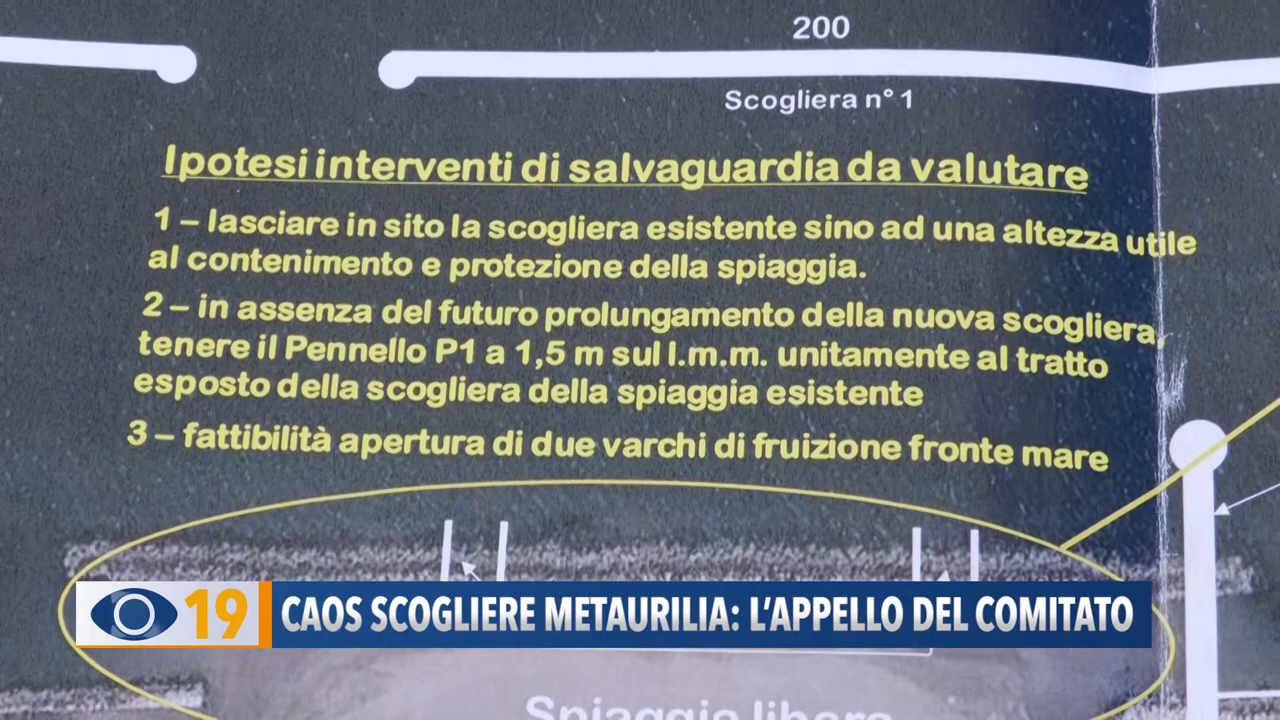 200
Scogliera n° 1
Ipotesi interventi di salvaguardia da valutare
1 – lasciare in sito la scogliera esistente sino ad una altezza utile
al contenimento e protezione della spiaggia.
2 – in assenza del futuro prolungamento della nuova scogliera,
tenere il Pennello P1 a 1,5 m sul l.m.m. unitamente al tratto
esposto della scogliera della spiaggia esistente
3 – fattibilità apertura di due varchi di fruizione fronte mare
19 CAOS SCOGLIERE METAURILIA: L'APPELLO DEL COMITATO
Spiaggia libera